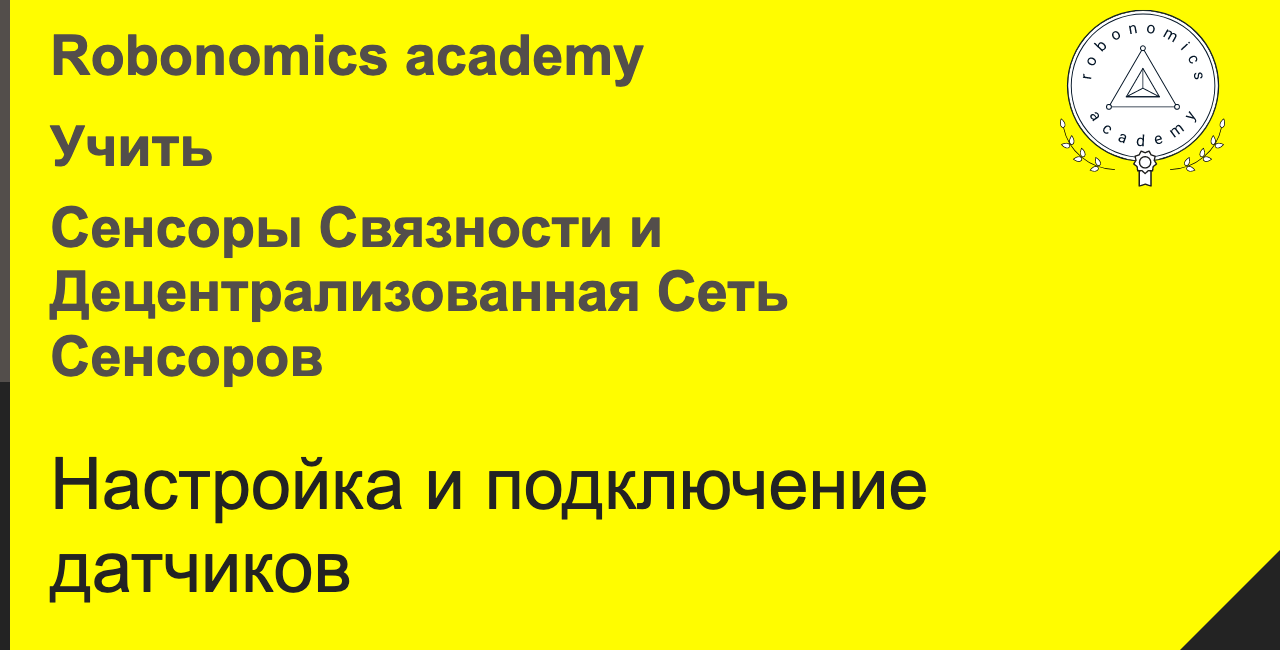 Robonomics academy
robonomics
academy
Учить
Сенсоры Связности и
Децентрализованная Сеть
Сенсоров
Настройка и подключение
датчиков